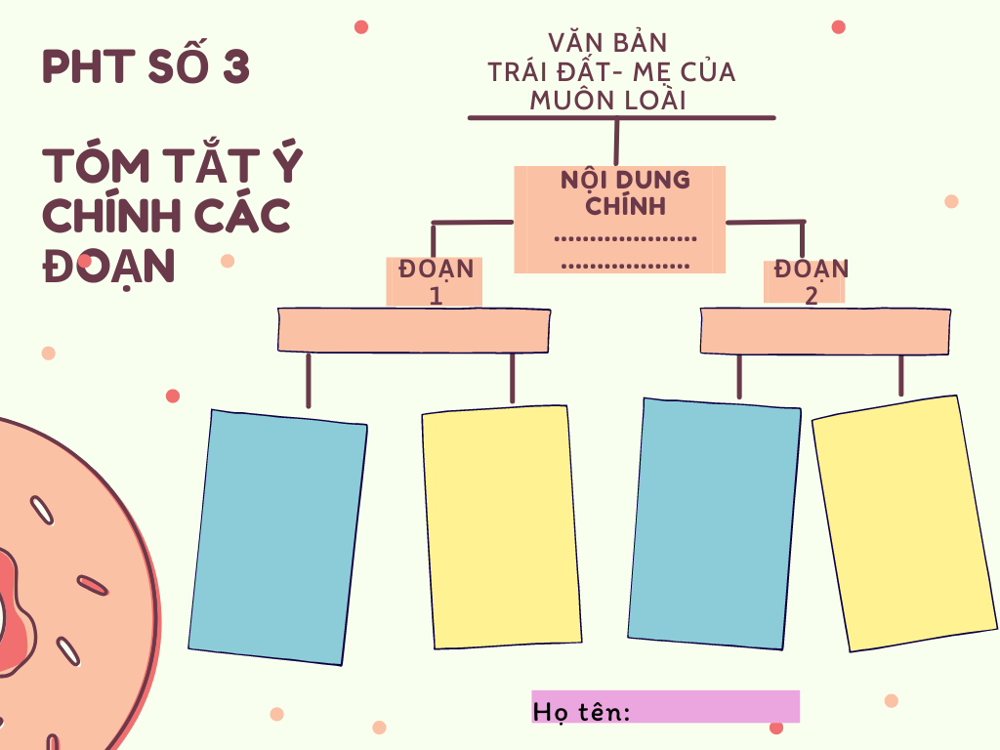 PHT SỐ 3
TÓM TẮT Ý
CHÍNH CÁC
ĐOẠN
VĂN BẢN
TRÁI ĐẤT- MẸ CỦA
MUÔN LOÀI
NỘI DUNG
CHÍNH
....................
..................
ĐOẠN
1
ĐOẠN
2
Họ tên: